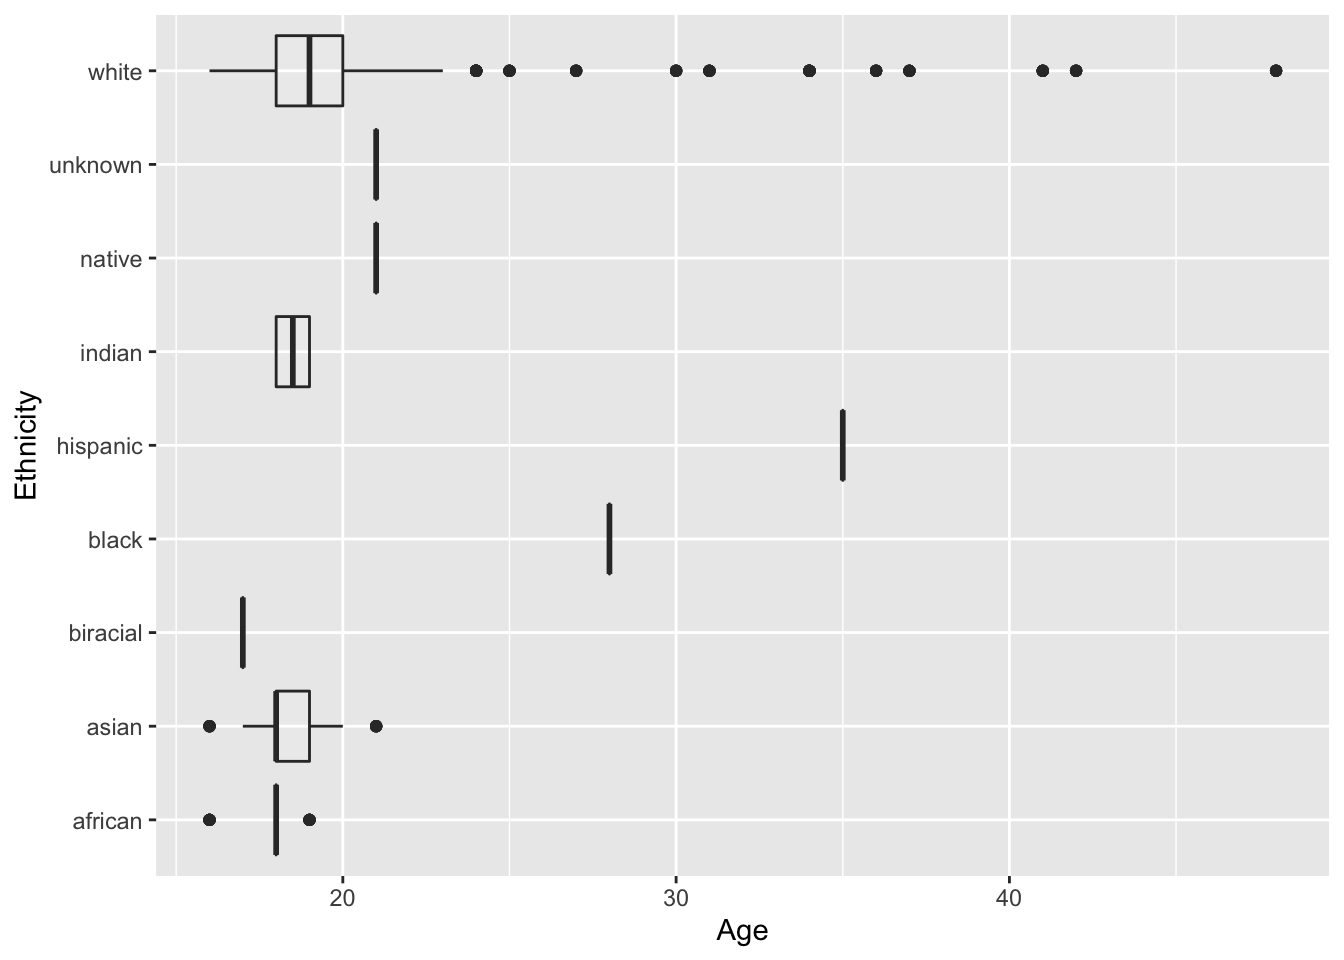 white
unknown
native
indian
hispanic
black
biracial
asian
african
Ethnicity
20 30 40
Age